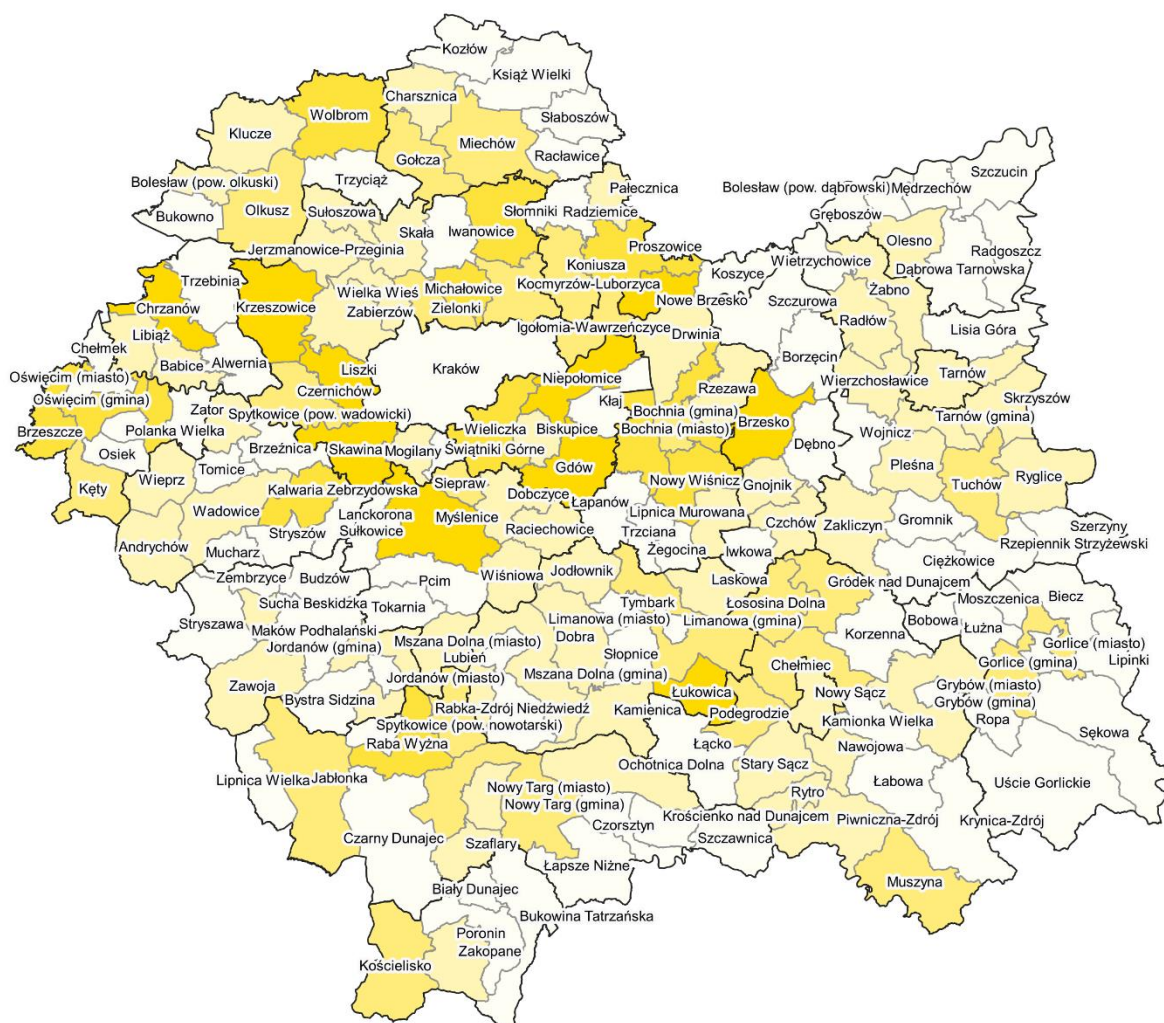 Kozłów
Książ Wielki
Charsznica
Wolbrom
Słaboszów
Klucze
Miechów
Gołcza
Racławice
Trzyciąż
Szczucin
Bolesław (pow. olkuski)
Pałecznica
Bolesław (pow. dąbrowski)
Mędrzechów
Bukowno
Olkusz
Sułoszowa
Słomniki
Radziemice
Gręboszów
Skała
Iwanowice
Olesno
Radgoszcz
Jerzmanowice-Przeginia
Proszowice
Wietrzychowice
Koniusza
Koszyce
Dąbrowa Tarnowska
Trzebinia
Wielka Wieś
Michałowice
Kocmyrzów-Luborzyca
Żabno
Chrzanów
Krzeszowice
Zabierzów
Zielonki
Nowe Brzesko
Szczurowa
Igołomia-Wawrzeńczyce
Radłów
Libiąż
Drwinia
Lisia Góra
Chełmek
Babice
Alwernia
Liszki
Kraków
Borzęcin
Oświęcim (miasto)
Niepołomice
Tarnów
Czernichów
Rzezawa
Wierzchosławice
Oświęcim (gmina)
Kłaj
Skrzyszów
Zator
Spytkowice (pow. wadowicki)
Bochnia (gmina)
Tarnów (gmina)
Brzeszcze
Polanka Wielka
Wieliczka
Biskupice
Bochnia (miasto)
Brzesko
Wojnicz
Osiek
Brzeźnica
Skawina
Mogilany
Świątniki Górne
Dębno
Pleśna
Tomice
Gdów
Wieprz
Siepraw
Nowy Wiśnicz
Gnojnik
Tuchów
Ryglice
Kęty
Kalwaria Zebrzydowska
Dobczyce
Łapanów
Wadowice
Lanckorona
Myślenice
Lipnica Murowana
Czchów
Zakliczyn
Gromnik
Szerzyny
Stryszów
Sułkowice
Raciechowice
Trzciana
Rzepiennik Strzyżewski
Andrychów
Mucharz
Żegocina
Iwkowa
Ciężkowice
Zembrzyce
Budzów
Pcim
Wiśniowa
Jodłownik
Laskowa
Gródek nad Dunajcem
Moszczenica
Biecz
Sucha Beskidzka
Tokarnia
Tymbark
Łososina Dolna
Bobowa
Łużna
Stryszawa
Maków Podhalański
Mszana Dolna (miasto)
Limanowa (miasto)
Limanowa (gmina)
Korzenna
Gorlice (miasto)
Jordanów (gmina)
Lubień
Dobra
Słopnice
Gorlice (gmina)
Lipinki
Zawoja
Jordanów (miasto)
Mszana Dolna (gmina)
Chełmiec
Grybów (miasto)
Bystra Sidzina
Rabka-Zdrój
Niedźwiedź
Łukowica
Nowy Sącz
Grybów (gmina)
Kamienica
Podegrodzie
Kamionka Wielka
Ropa
Sękowa
Spytkowice (pow. nowotarski)
Raba Wyżna
Łącko
Nawojowa
Lipnica Wielka
Jabłonka
Ochotnica Dolna
Stary Sącz
Łabowa
Uście Gorlickie
Nowy Targ (miasto)
Rytro
Nowy Targ (gmina)
Krościenko nad Dunajcem
Piwniczna-Zdrój
Krynica-Zdrój
Czarny Dunajec
Czorsztyn
Szczawnica
Szaflary
Łapsze Niżne
Muszyna
Biały Dunajec
Bukowina Tatrzańska
Poronin
Zakopane
Kościelisko